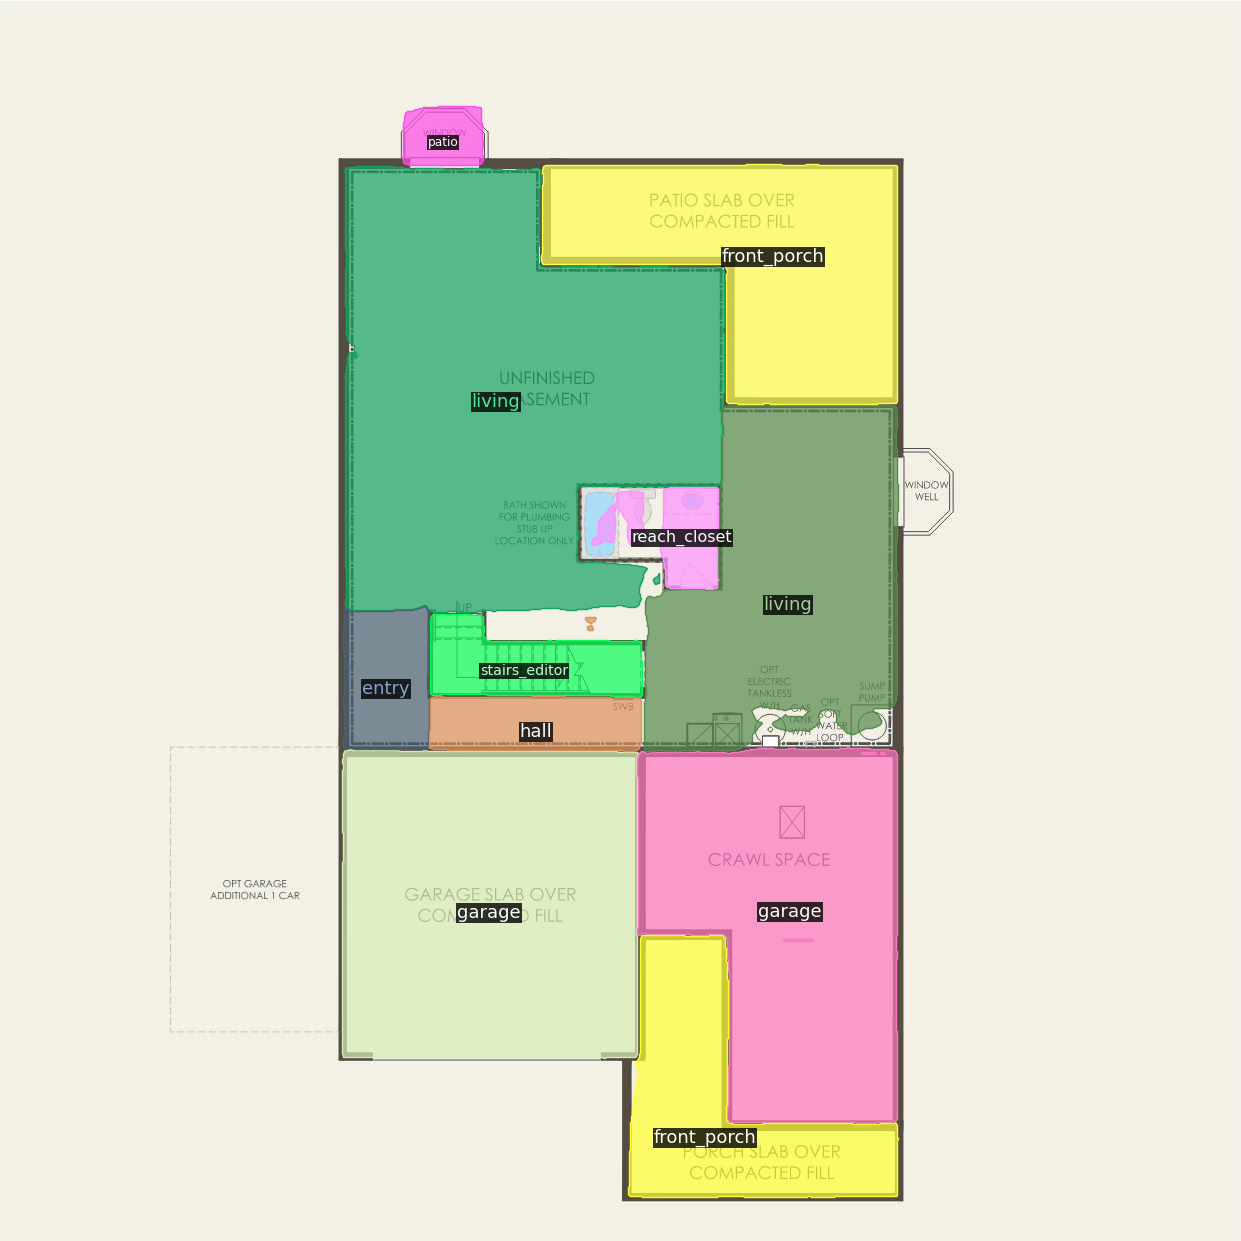 WINDOW
patio
PATIO SLAB OVER
COMPACTED FILL
front_porch
UNFINISHED
living
WINDOW
WELL
BATH SHOWN
FOR PLUMBING
STUB UP
LOCATION ONLY
reach_closet
living
UP
stairs_editor
entry
hall
SWB
OPT
ELECTRIC
TANKLESS
W/H
GAS
TANK
W/H
OPT
SOFT
WATER
LOOP
SUMP
PUMP
CRAWL SPACE
garage
OPT GARAGE
ADDITIONAL 1 CAR
GARAGE SLAB OVER
garage
FILL
front_porch
PORCH SLAB OVER
COMPACTED FILL